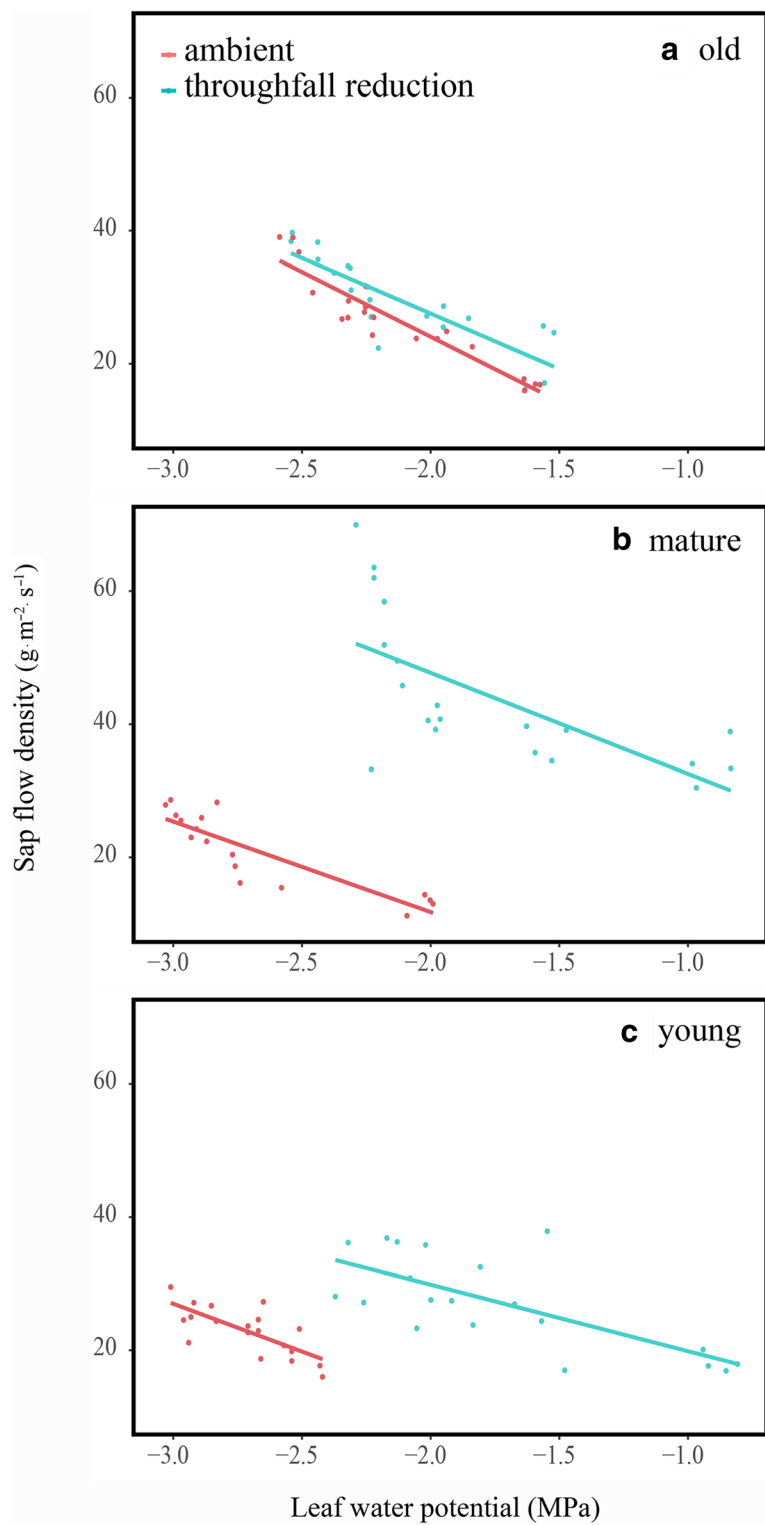 ambient
throughfall reduction
a old
60
40
20
−3.0 −2.5 −2.0 −1.5 −1.0
b mature
60
40
20
−3.0 −2.5 −2.0 −1.5 −1.0
c young
60
40
20
−3.0 −2.5 −2.0 −1.5 −1.0
Sap flow density (g·m⁻²·s⁻¹)
Leaf water potential (MPa)